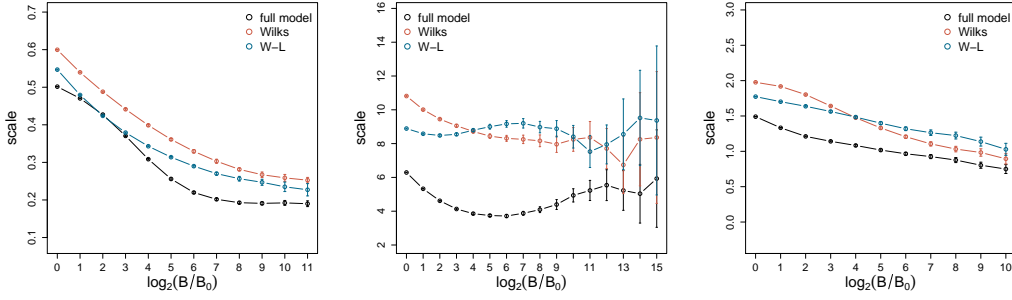 full model
Wilks
W−L
scale
0.7
0.6
0.5
0.4
0.3
0.2
0.1
0 1 2 3 4 5 6 7 8 9 10 11
log₂(B/B₀)
full model
Wilks
W−L
scale
16
14
12
10
8
6
4
2
0 1 2 3 4 5 6 7 8 9 11 13 15
log₂(B/B₀)
full model
Wilks
W−L
scale
3.0
2.5
2.0
1.5
1.0
0.5
0.0
0 1 2 3 4 5 6 7 8 9 10
log₂(B/B₀)